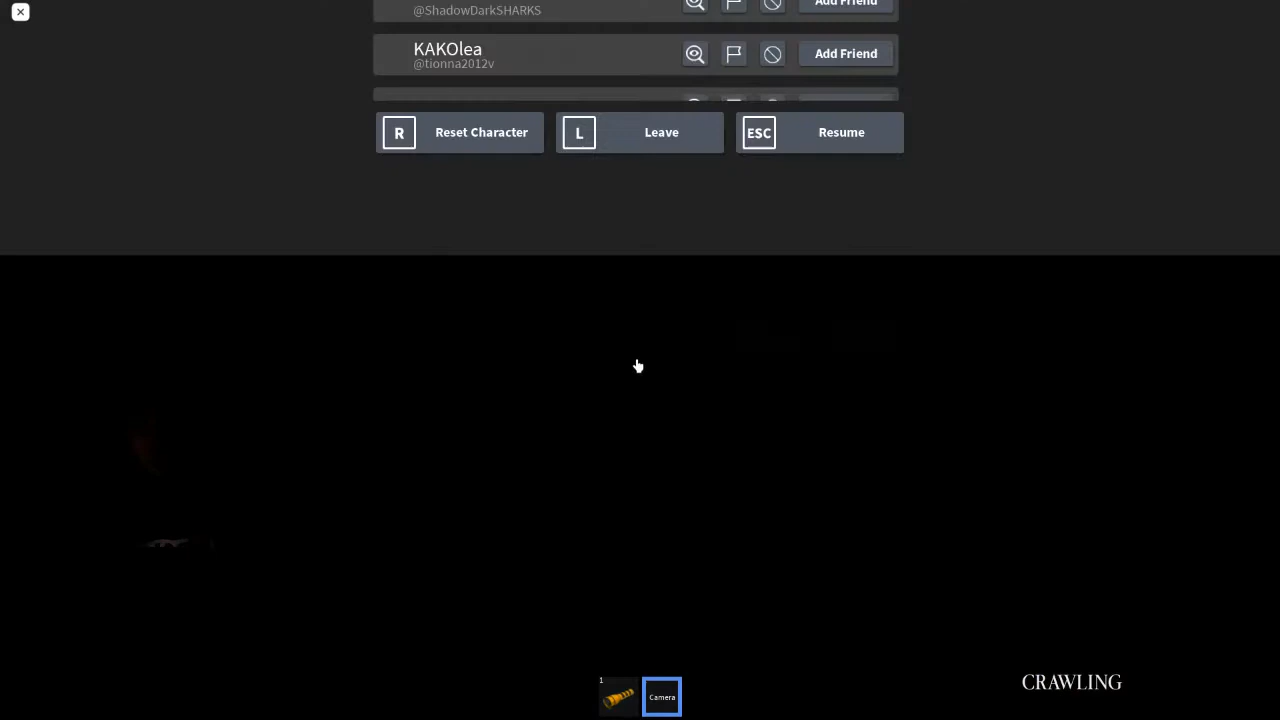 @ShadowDarkSHARKS
Add Friend
KAKOlea
@tionna2012v
Add Friend
R Reset Character
L Leave
ESC Resume
1
Camera
CRAWLING